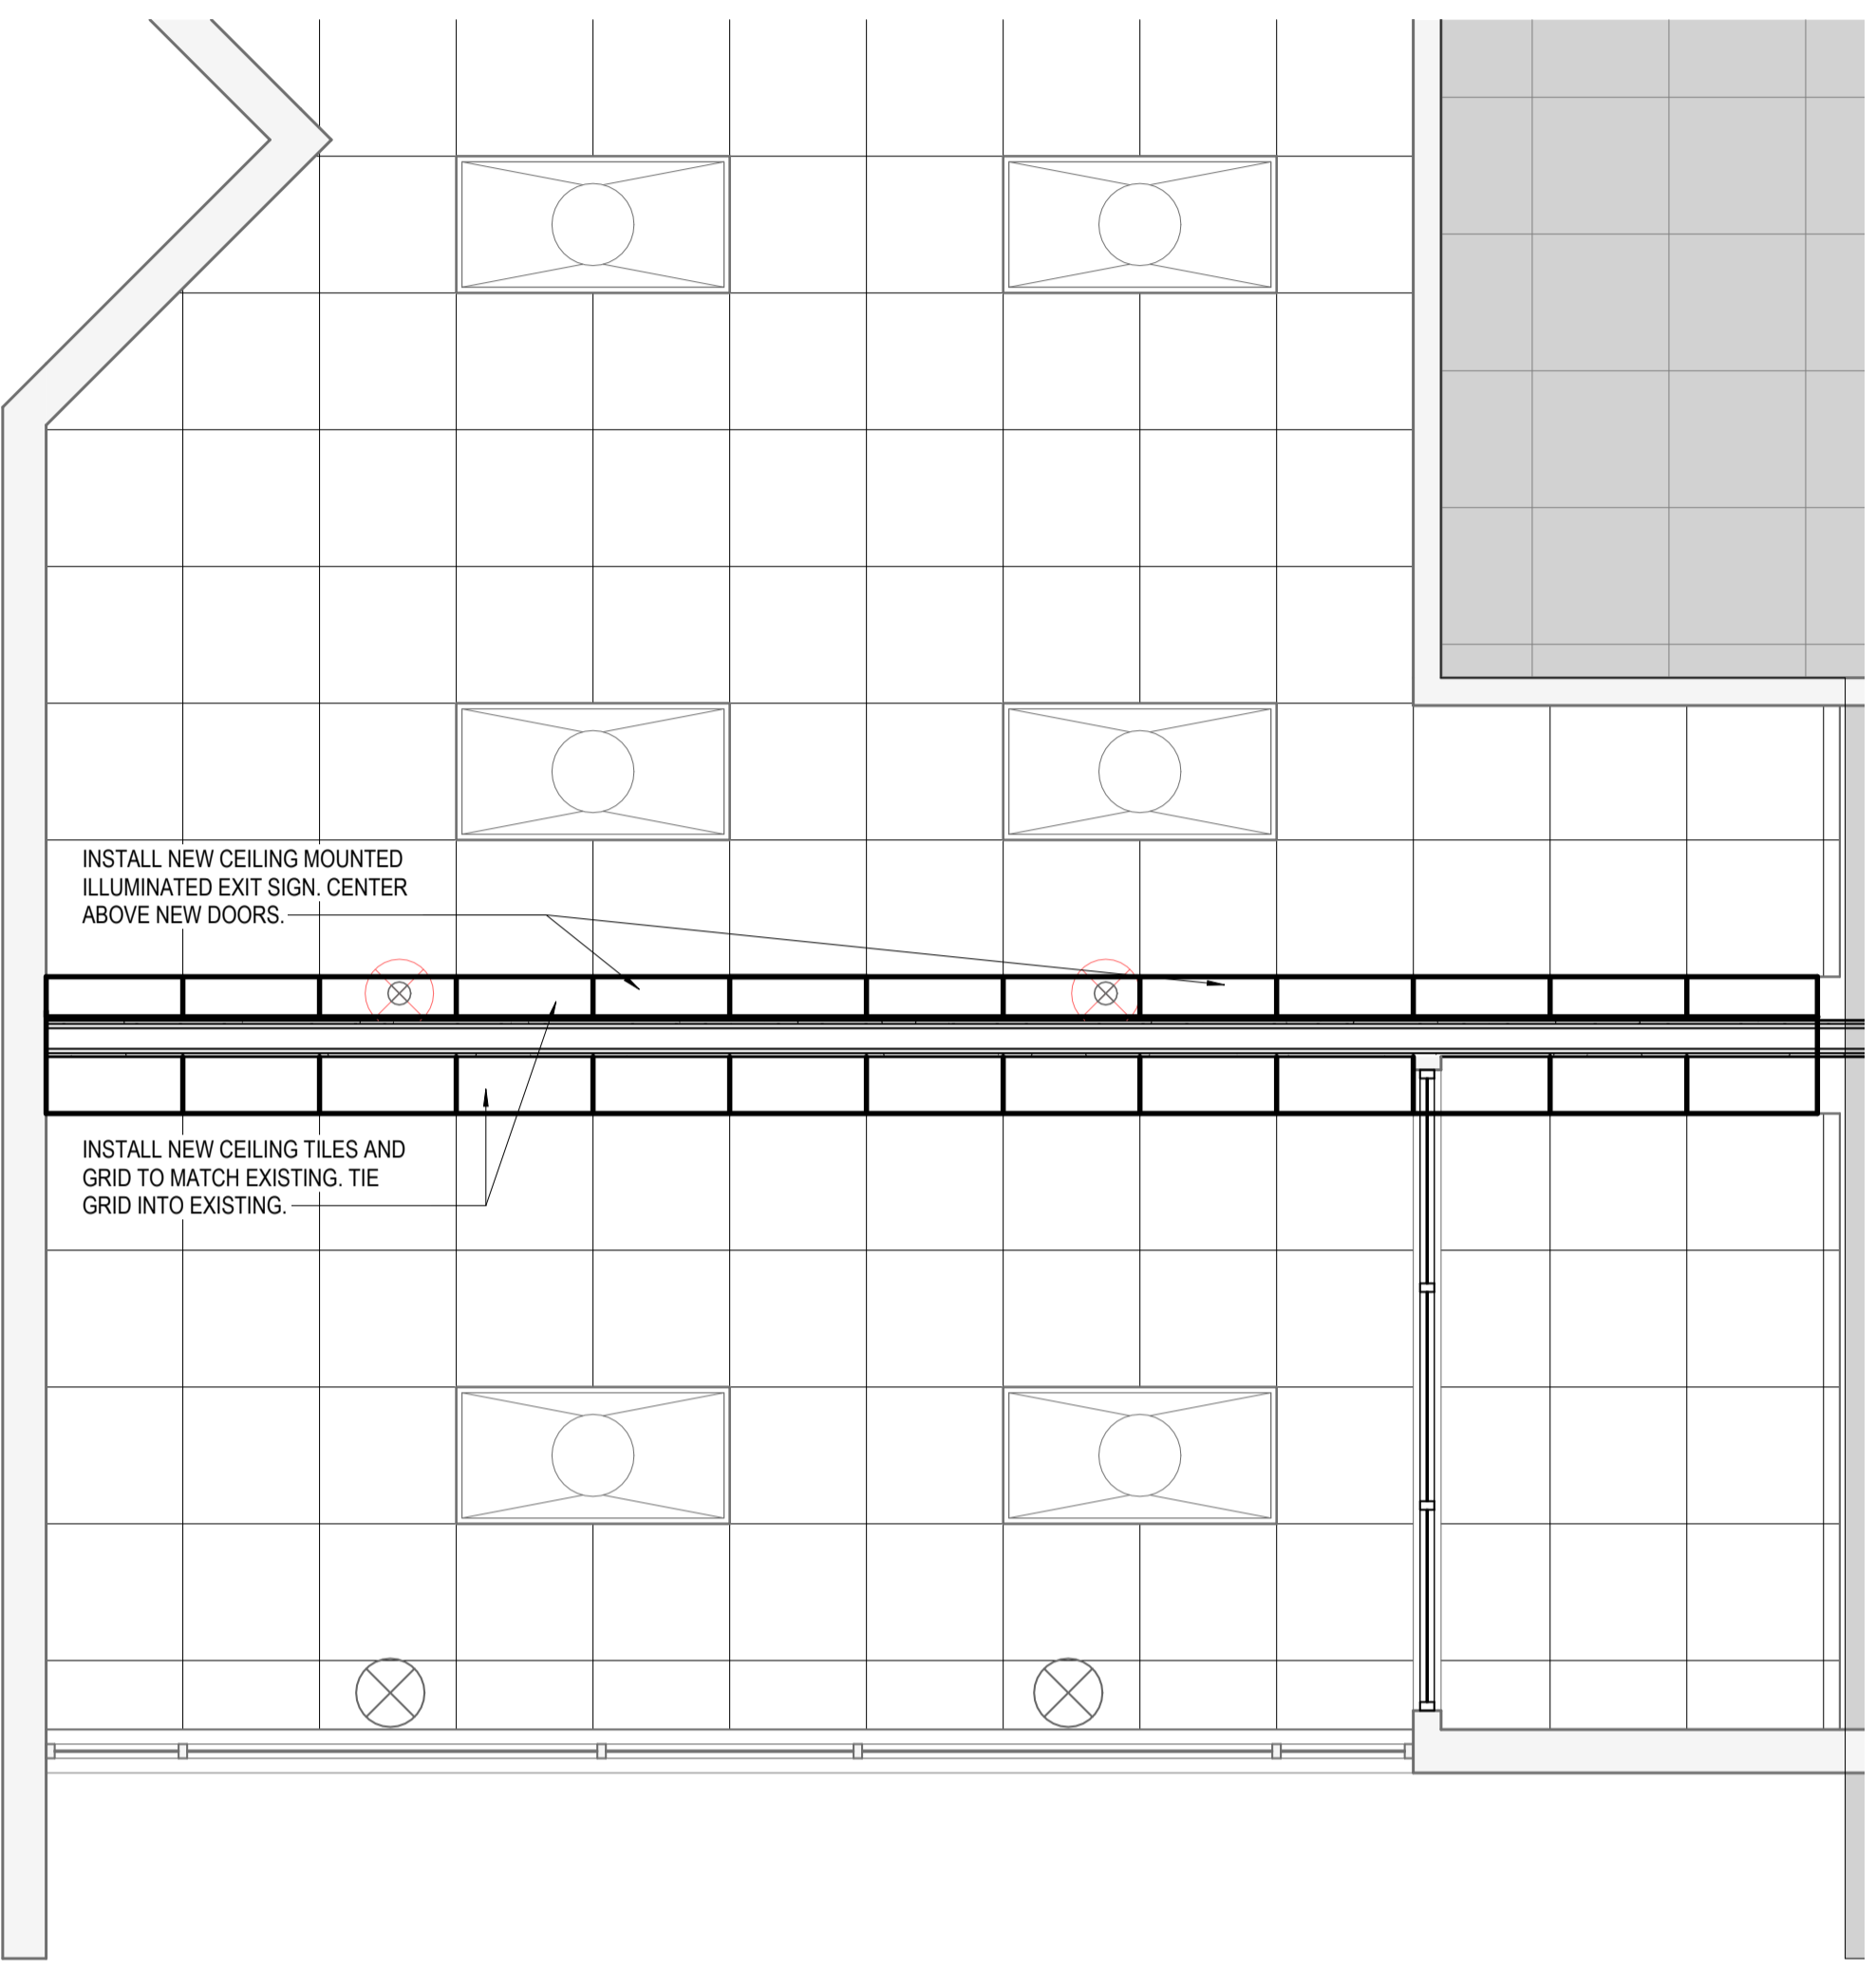 INSTALL NEW CEILING MOUNTED
ILLUMINATED EXIT SIGN. CENTER
ABOVE NEW DOORS.
INSTALL NEW CEILING TILES AND
GRID TO MATCH EXISTING. TIE
GRID INTO EXISTING.